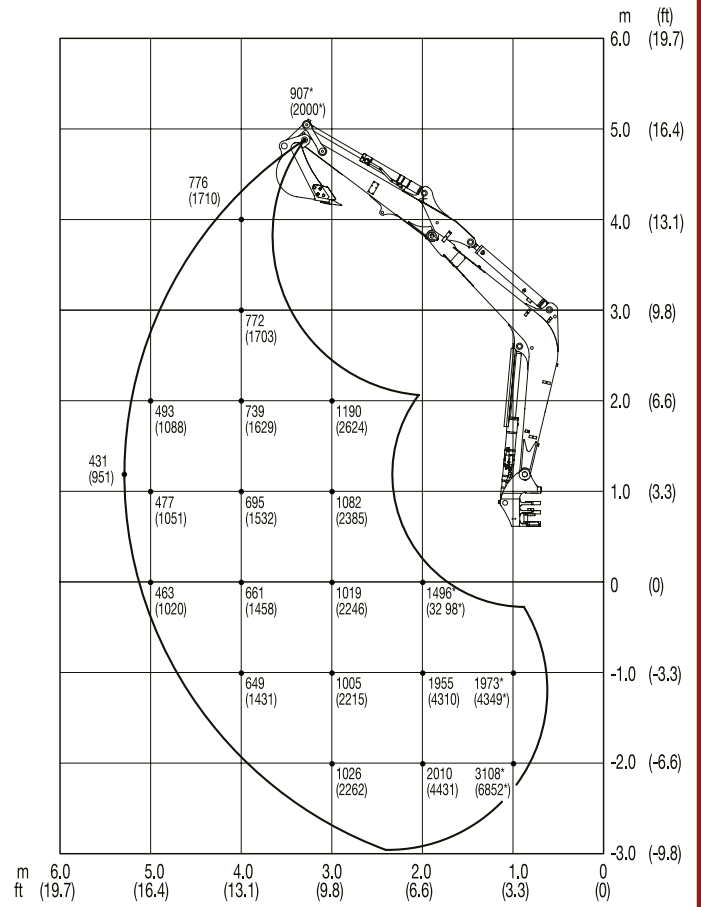 m (ft)
6.0 (19.7)
907*
(2000*)
5.0 (16.4)
776
(1710)
4.0 (13.1)
772
(1703)
3.0 (9.8)
493 739 1190 2.0 (6.6)
(1088) (1629) (2624)
431
(951)
477 695 1082 1.0 (3.3)
(1051) (1532) (2385)
463 661 1019 1496* 0 (0)
(1020) (1458) (2246) (32 98*)
649 1005 1955 1973* -1.0 (-3.3)
(1431) (2215) (4310) (4349*)
1026 2010 3108* -2.0 (-6.6)
(2262) (4431) (6852*)
-3.0 (-9.8)
m 6.0 5.0 4.0 3.0 2.0 1.0 0
ft (19.7) (16.4) (13.1) (9.8) (6.6) (3.3) (0)